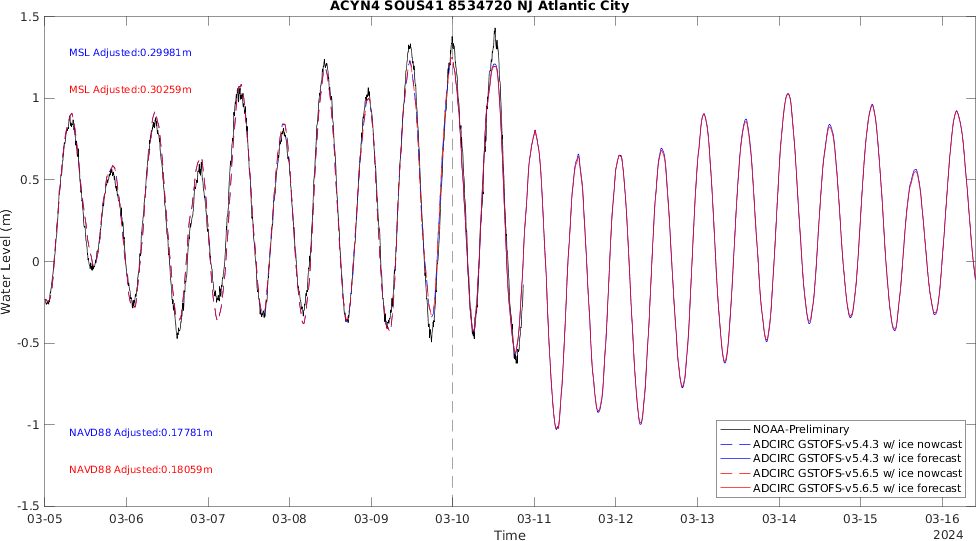 ACYN4 SOUS41 8534720 NJ Atlantic City
1.5
1
0.5
0
-0.5
-1
-1.5
Water Level (m)
MSL Adjusted:0.29981m
MSL Adjusted:0.30259m
NAVD88 Adjusted:0.17781m
NAVD88 Adjusted:0.18059m
NOAA-Preliminary
ADCIRC GSTOFS-v5.4.3 w/ ice nowcast
ADCIRC GSTOFS-v5.4.3 w/ ice forecast
ADCIRC GSTOFS-v5.6.5 w/ ice nowcast
ADCIRC GSTOFS-v5.6.5 w/ ice forecast
03-05 03-06 03-07 03-08 03-09 03-10 03-11 03-12 03-13 03-14 03-15 03-16
Time
2024